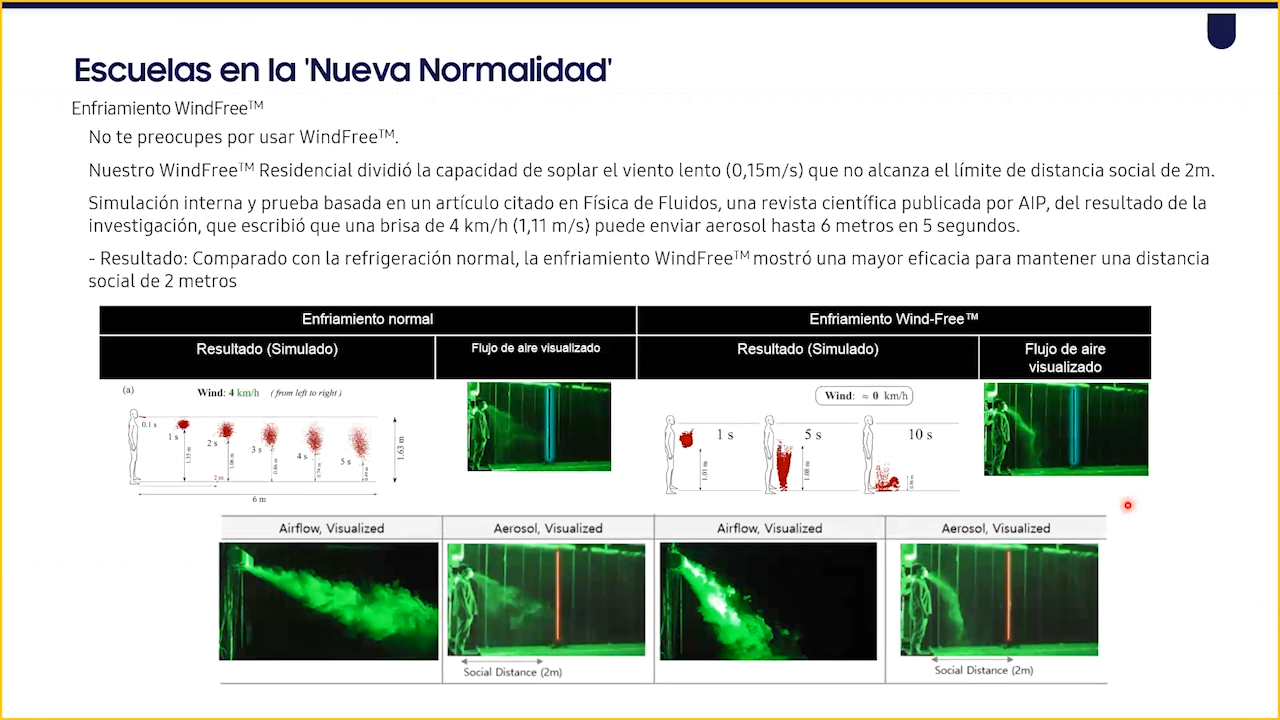 Escuelas en la 'Nueva Normalidad'
Enfriamiento WindFree™
No te preocupes por usar WindFree™.
Nuestro WindFree™ Residencial dividió la capacidad de soplar el viento lento (0,15m/s) que no alcanza el límite de distancia social de 2m.
Simulación interna y prueba basada en un artículo citado en Física de Fluidos, una revista científica publicada por AIP, del resultado de la
investigación, que escribió que una brisa de 4 km/h (1,11 m/s) puede enviar aerosol hasta 6 metros en 5 segundos.
- Resultado: Comparado con la refrigeración normal, la enfriamiento WindFree™ mostró una mayor eficacia para mantener una distancia
social de 2 metros
Enfriamiento normal
Enfriamiento Wind-Free™
Resultado (Simulado)
Flujo de aire visualizado
Resultado (Simulado)
Flujo de aire
visualizado
(a)
Wind: 4 km/h (from left to right)
0.1 s
1 s
2 s
3 s
4 s
5 s
1.35 m
1.63 m
2 m
6 m
Wind: ≈ 0 km/h
1 s
5 s
10 s
Airflow, Visualized
Aerosol, Visualized
Airflow, Visualized
Aerosol, Visualized
Social Distance (2m)
Social Distance (2m)